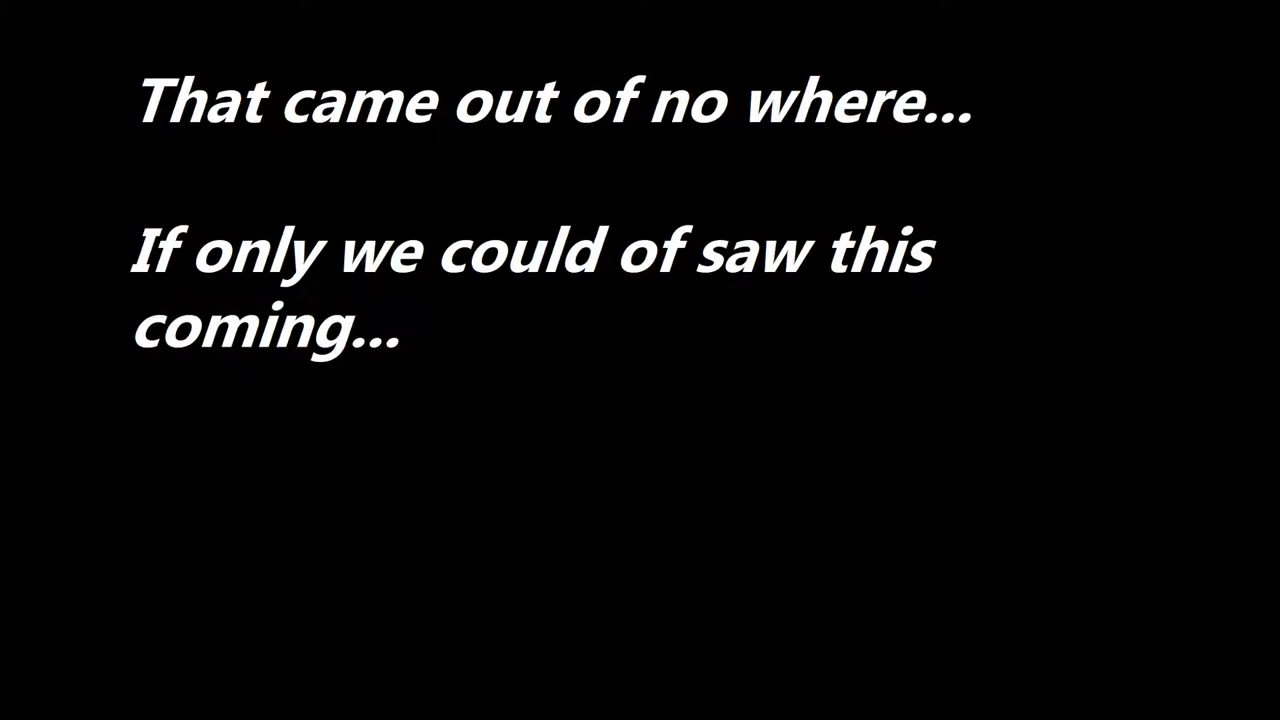 That came out of no where...
If only we could of saw this
coming...